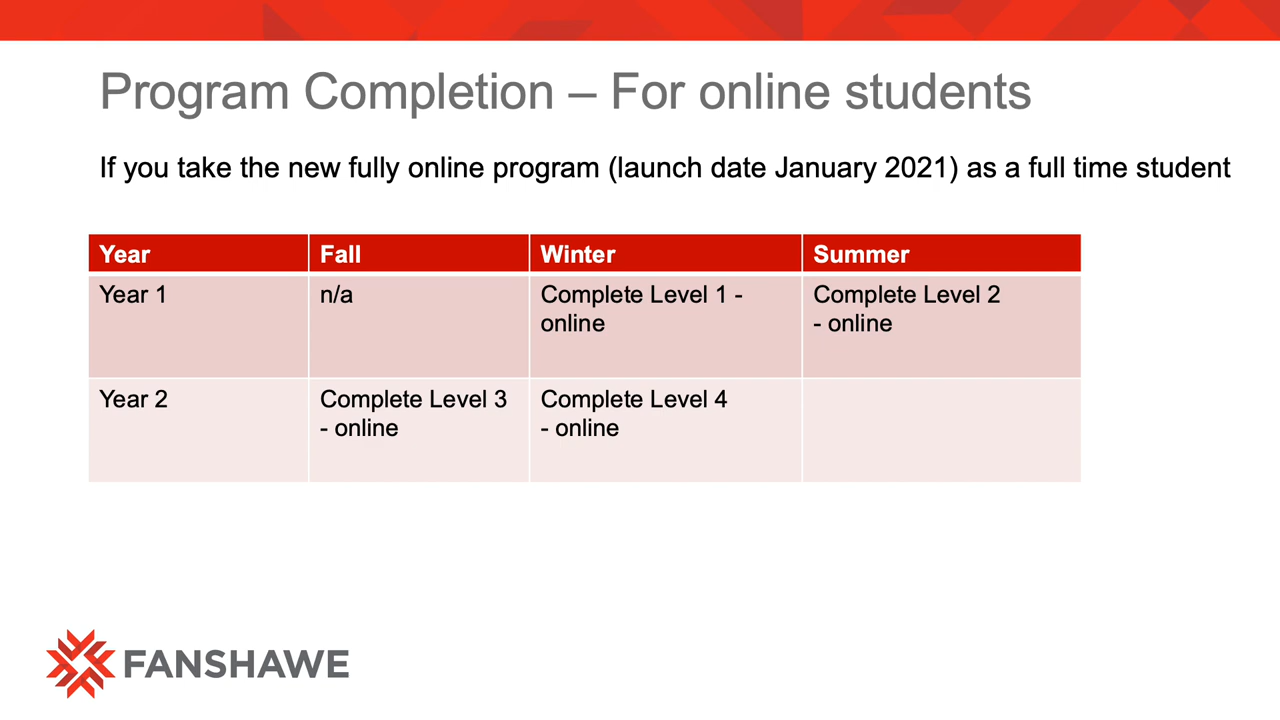 Program Completion – For online students
If you take the new fully online program (launch date January 2021) as a full time student
Year Fall Winter Summer
Year 1 n/a Complete Level 1 - online Complete Level 2 - online
Year 2 Complete Level 3 - online Complete Level 4 - online
FANSHAWE